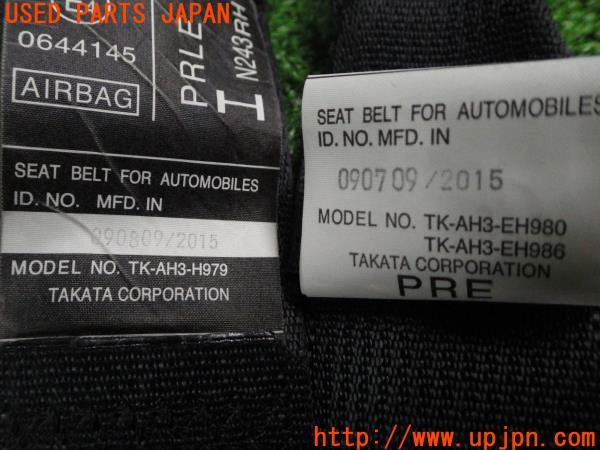 USED PARTS JAPAN
0644145
AIRBAG
PRLE
N243RH
SEAT BELT FOR AUTOMOBILES
ID. NO. MFD. IN
090809/2015
MODEL NO. TK-AH3-H979
TAKATA CORPORATION
SEAT BELT FOR AUTOMOBILES
ID. NO. MFD. IN
090709/2015
MODEL NO. TK-AH3-EH980
TK-AH3-EH986
TAKATA CORPORATION
PRE
U-PARTS
www.upjpn.com